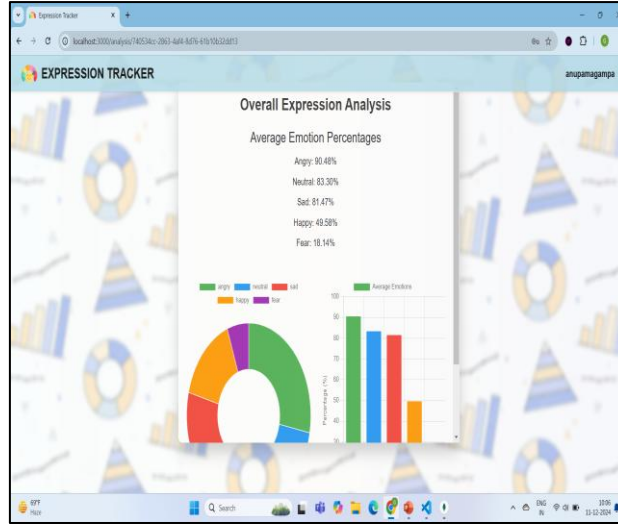 Expression Tracker
localhost:3000/analysis/740534cc-2863-4af4-8d76-61b10b32dd13
EXPRESSION TRACKER
anupamagampa
Overall Expression Analysis
Average Emotion Percentages
Angry: 90.48%
Neutral: 83.30%
Sad: 81.47%
Happy: 49.58%
Fear: 18.14%
angry neutral sad
happy fear
Average Emotions
100
90
80
70
60
50
40
30
Percentage (%)
69°F
Haze
Search
ENG
IN
10:06
11-12-2024